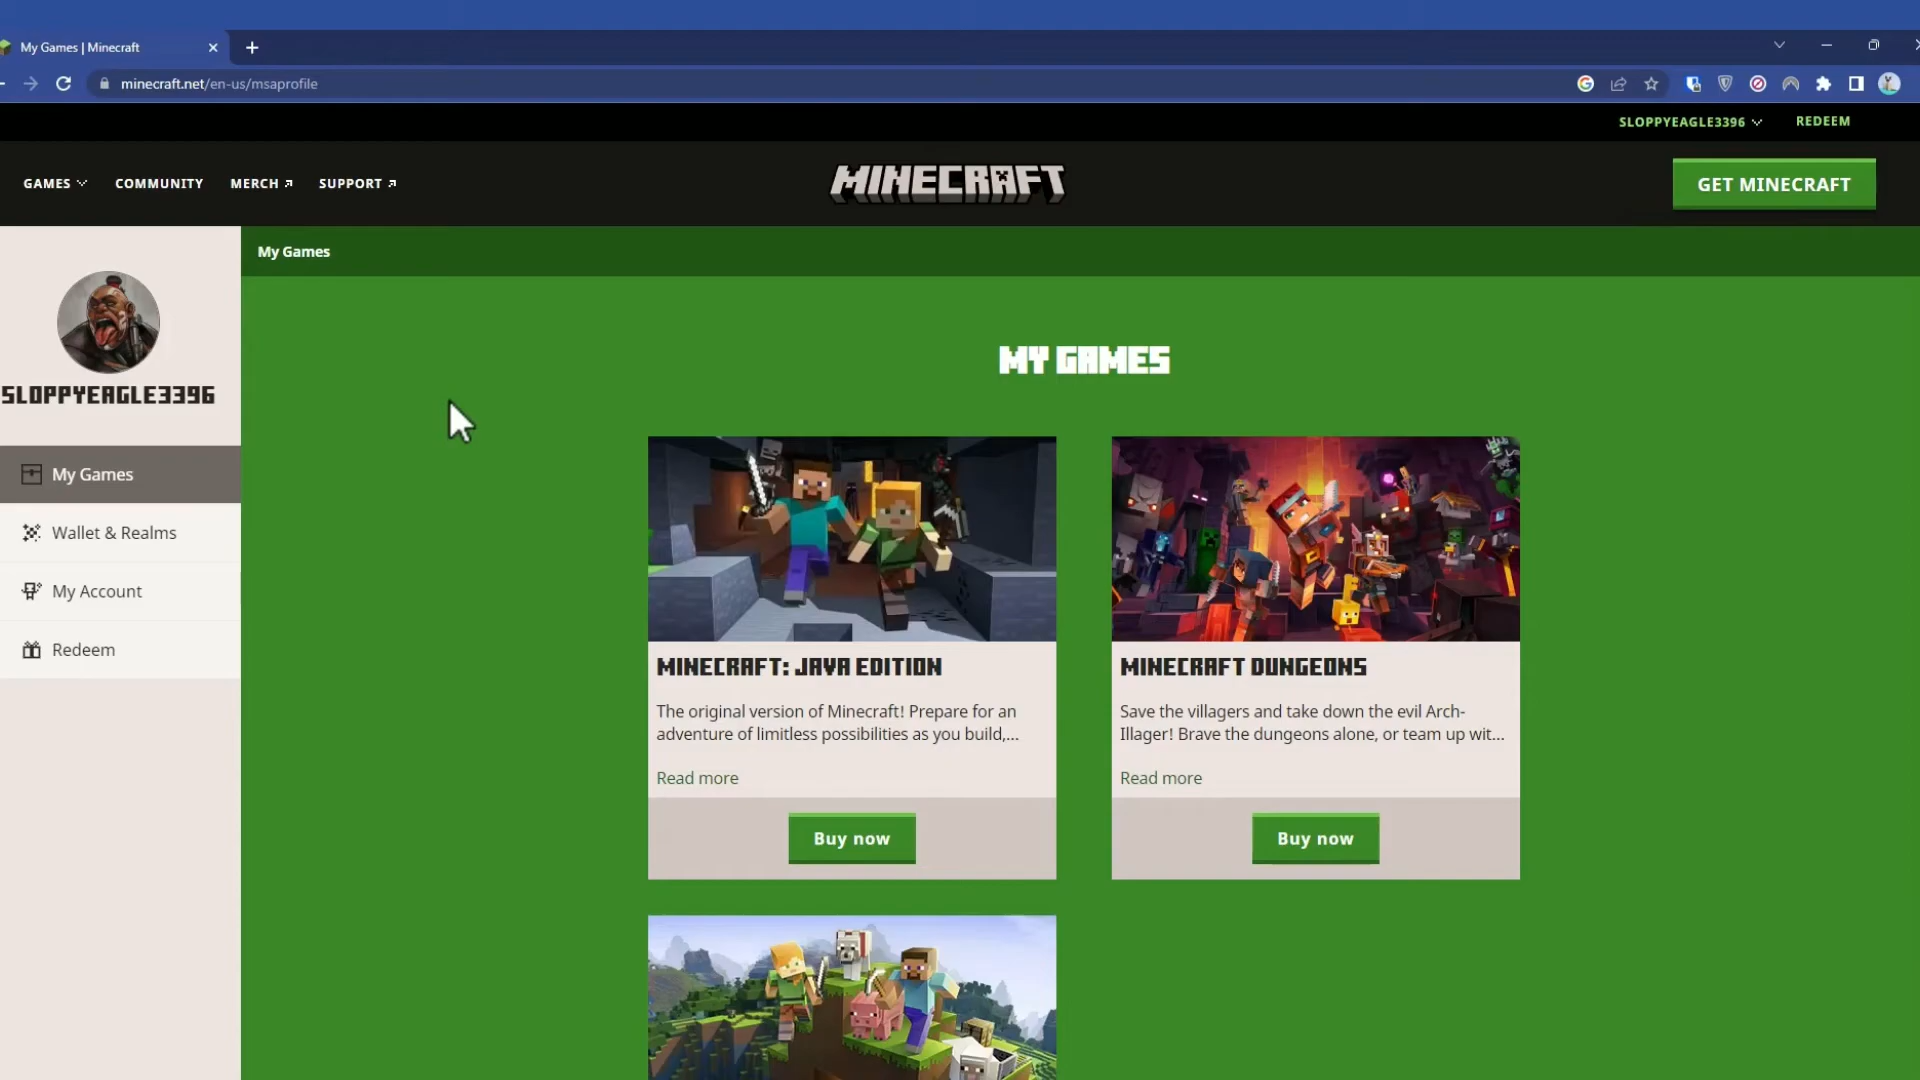 My Games | Minecraft
minecraft.net/en-us/msaprofile
SLOPPYEAGLE3396
REDEEM
GAMES
COMMUNITY
MERCH
SUPPORT
MINECRAFT
GET MINECRAFT
My Games
SLOPPYEAGLE3396
My Games
Wallet & Realms
My Account
Redeem
MY GAMES
MINECRAFT: JAVA EDITION
The original version of Minecraft! Prepare for an
adventure of limitless possibilities as you build,...
Read more
Buy now
MINECRAFT DUNGEONS
Save the villagers and take down the evil Arch-
Illager! Brave the dungeons alone, or team up wit...
Read more
Buy now